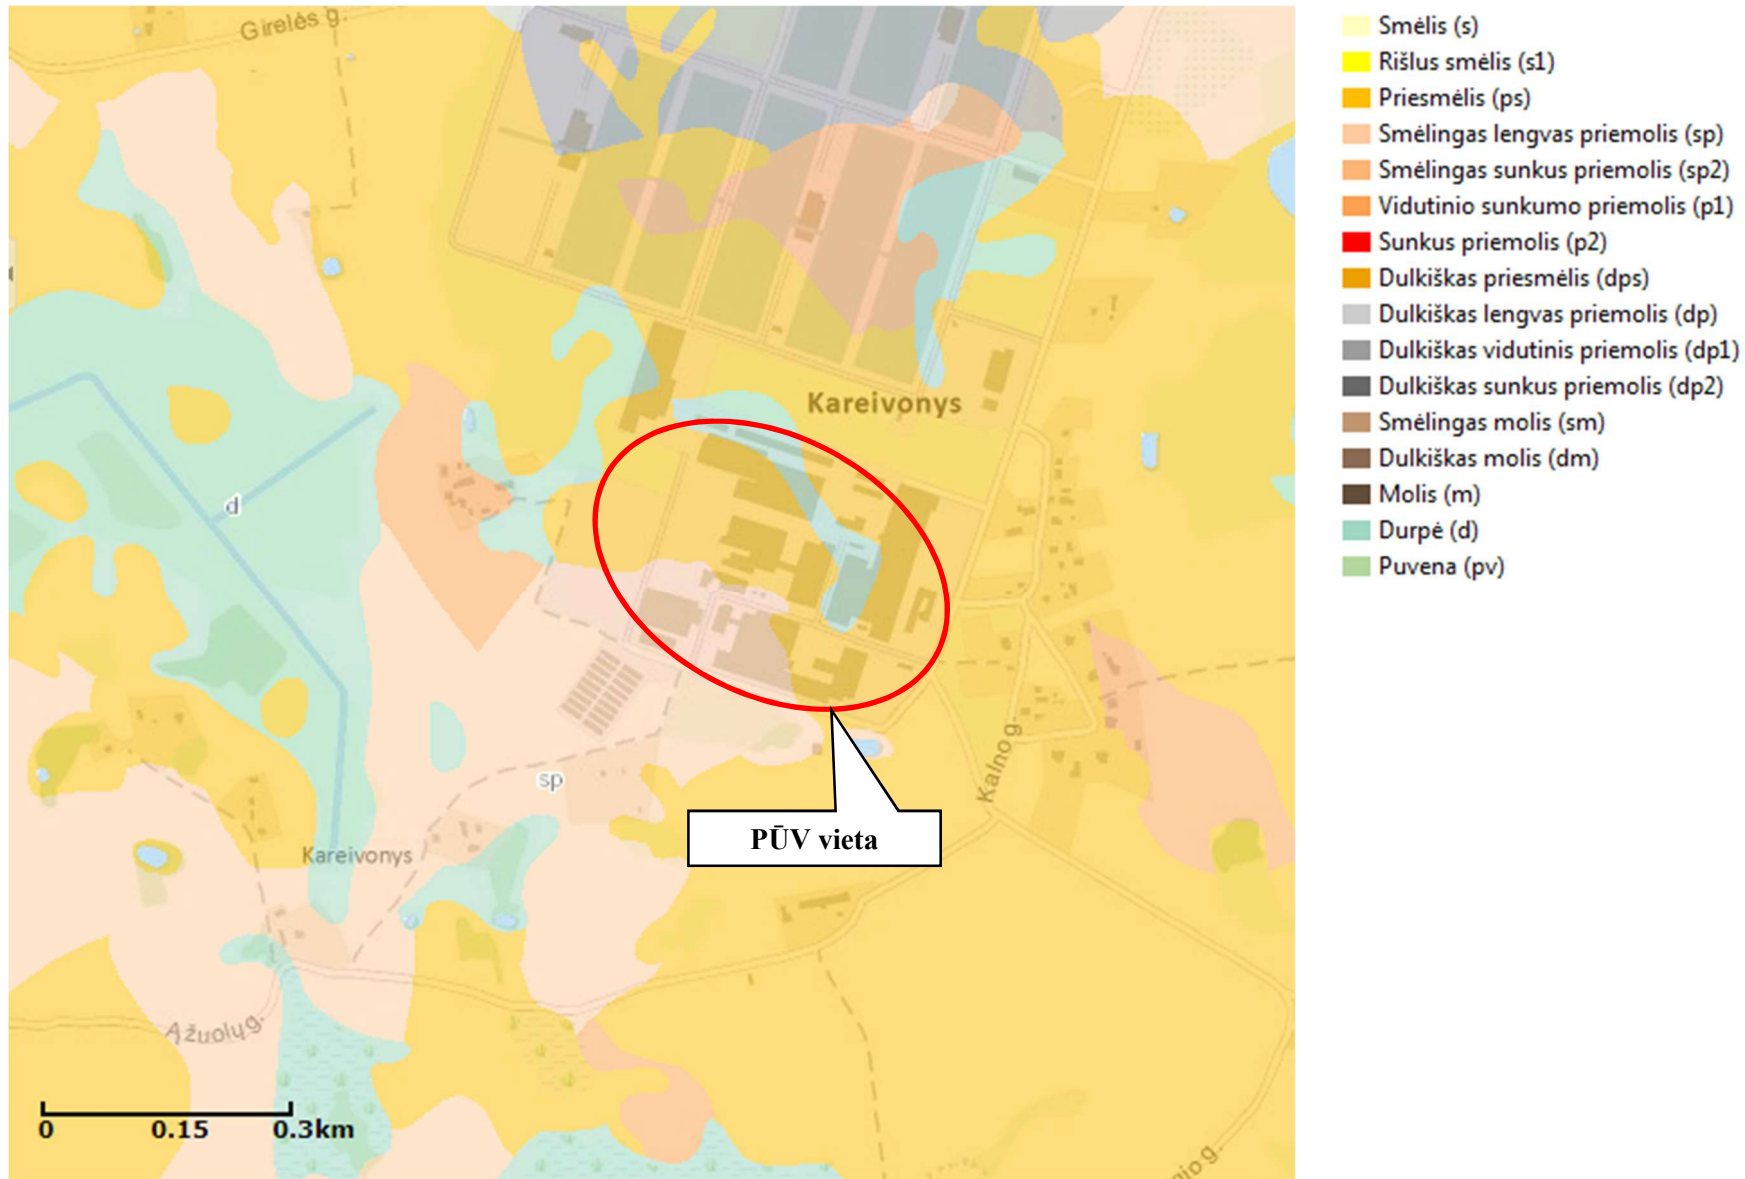 Girelės g.
Kareivonys
d
sp
Kalno g.
PŪV vieta
Kareivonys
Ąžuolų g.
0 0.15 0.3km
nio g.
Smėlis (s)
Rišlus smėlis (s1)
Priesmėlis (ps)
Smėlingas lengvas priemolis (sp)
Smėlingas sunkus priemolis (sp2)
Vidutinio sunkumo priemolis (p1)
Sunkus priemolis (p2)
Dulkiškas priesmėlis (dps)
Dulkiškas lengvas priemolis (dp)
Dulkiškas vidutinis priemolis (dp1)
Dulkiškas sunkus priemolis (dp2)
Smėlingas molis (sm)
Dulkiškas molis (dm)
Molis (m)
Durpė (d)
Puvena (pv)